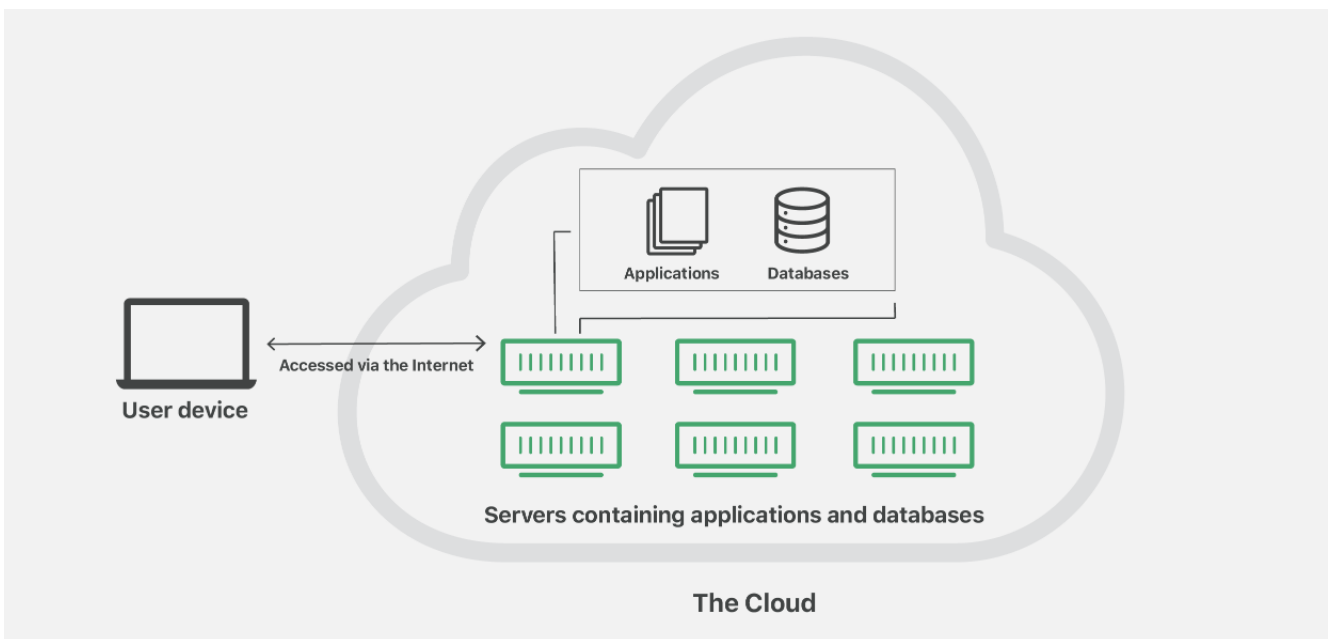 Applications
Databases
Accessed via the Internet
User device
Servers containing applications and databases
The Cloud